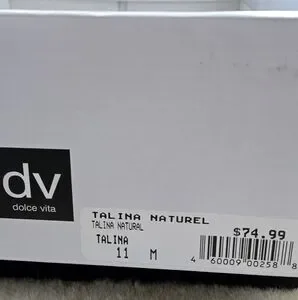 dv
dolce vita
TALINA NATUREL
TALINA NATURAL
$74.99
TALINA
11 M
4 60009 00258 8